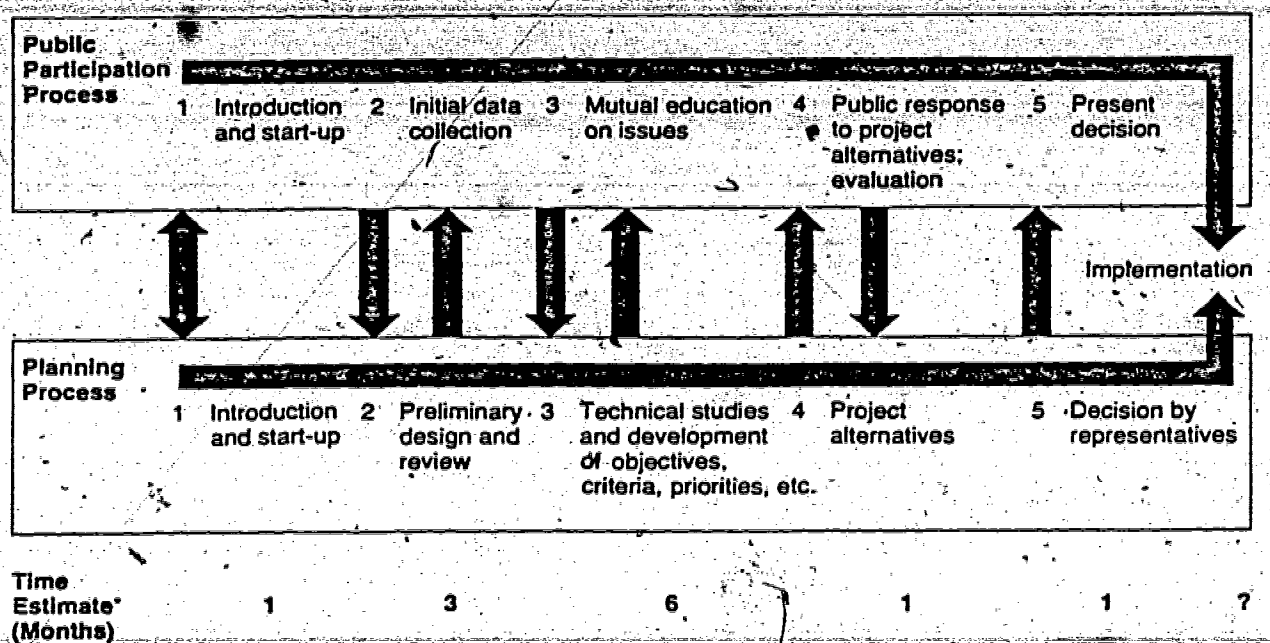 Public
Participation
Process
1 Introduction
and start-up
2 Initial data
collection
3 Mutual education
on issues
4 Public response
to project
alternatives;
evaluation
5 Present
decision
Implementation
Planning
Process
1 Introduction
and start-up
2 Preliminary
design and
review
3 Technical studies
and development
of objectives,
criteria, priorities, etc.
4 Project
alternatives
5 Decision by
representatives
Time
Estimate*
(Months)
1 3 6 1 1 ?